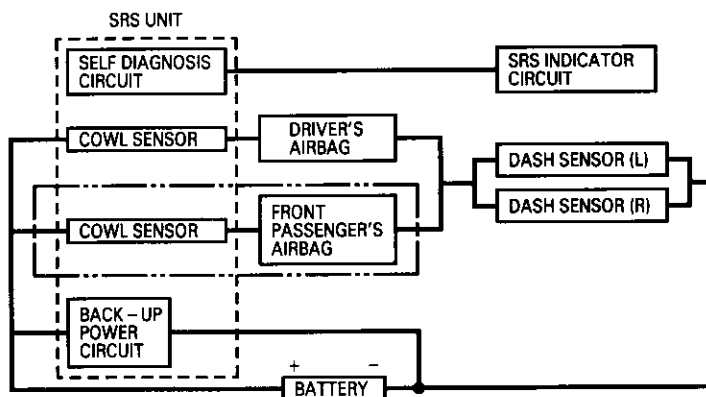 SRS UNIT
SELF DIAGNOSIS
CIRCUIT
SRS INDICATOR
CIRCUIT
COWL SENSOR
DRIVER'S
AIRBAG
DASH SENSOR (L)
DASH SENSOR (R)
COWL SENSOR
FRONT
PASSENGER'S
AIRBAG
BACK-UP
POWER
CIRCUIT
+ −
BATTERY